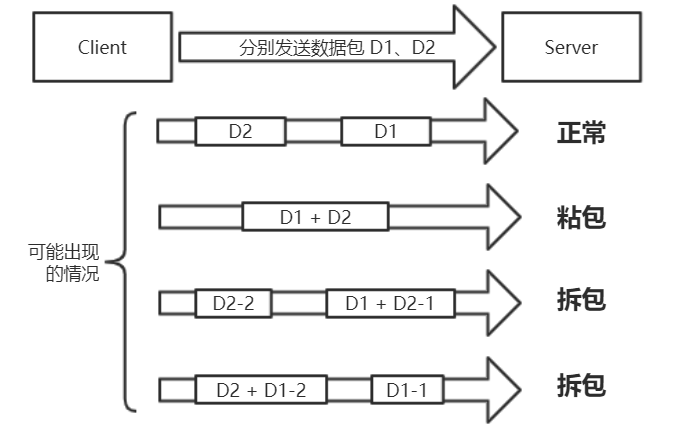 Client
分别发送数据包 D1、D2
Server
D2
D1
正常
D1 + D2
粘包
可能出现
的情况
D2-2
D1 + D2-1
拆包
D2 + D1-2
D1-1
拆包